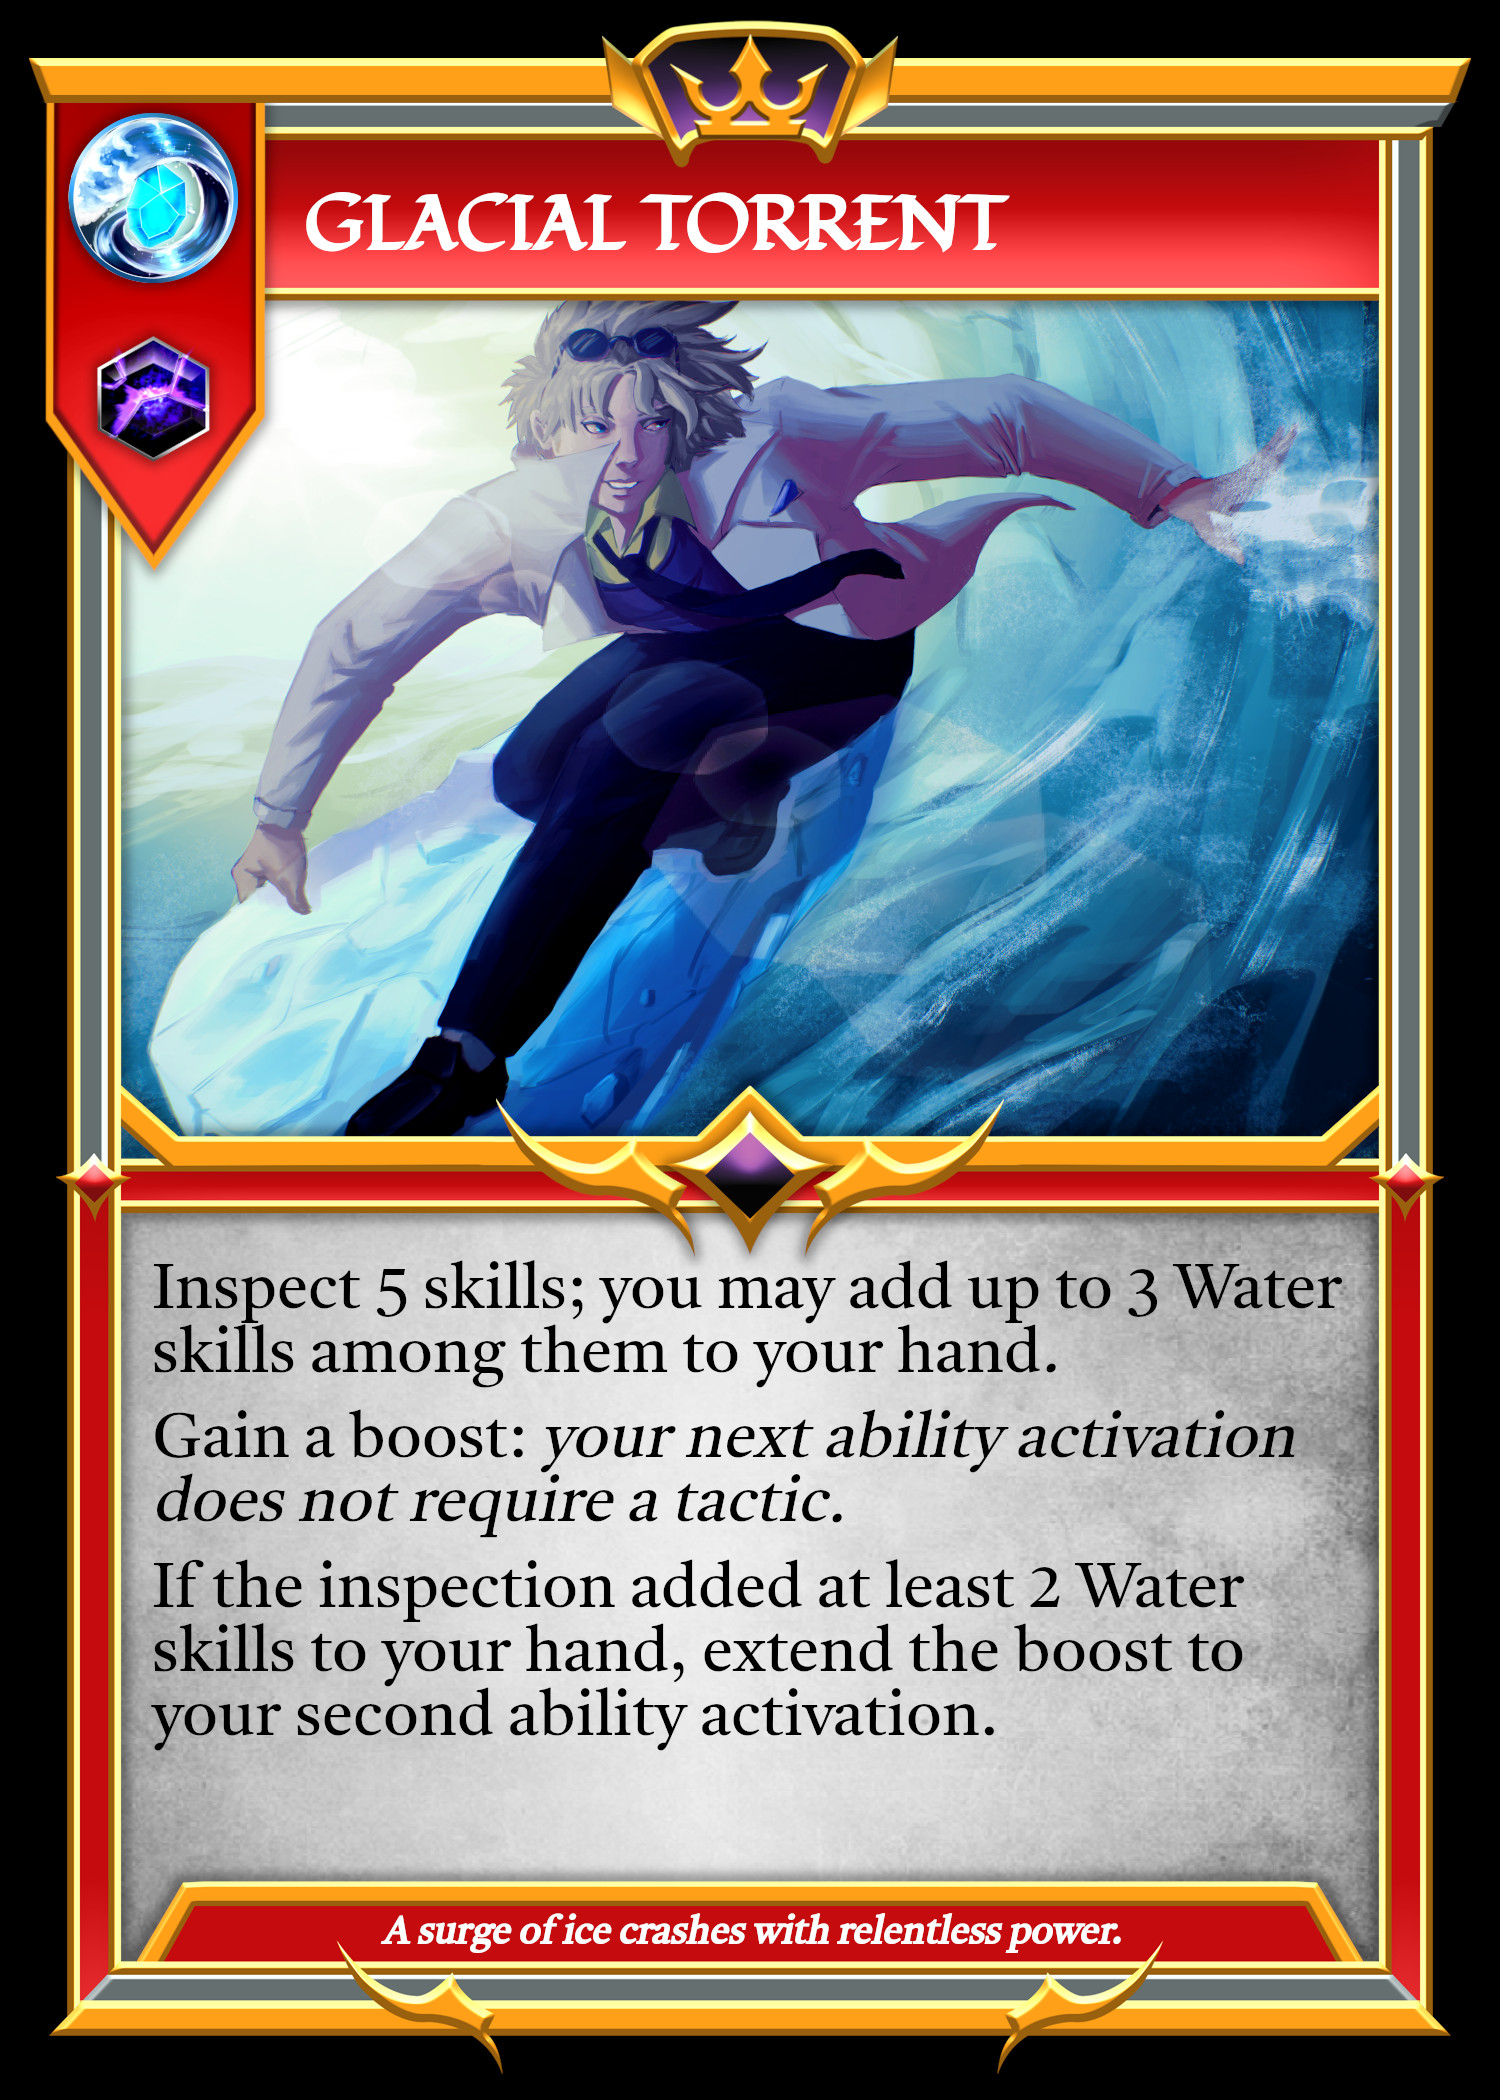 GLACIAL TORRENT
Inspect 5 skills; you may add up to 3 Water
skills among them to your hand.
Gain a boost: your next ability activation
does not require a tactic.
If the inspection added at least 2 Water
skills to your hand, extend the boost to
your second ability activation.
A surge of ice crashes with relentless power.